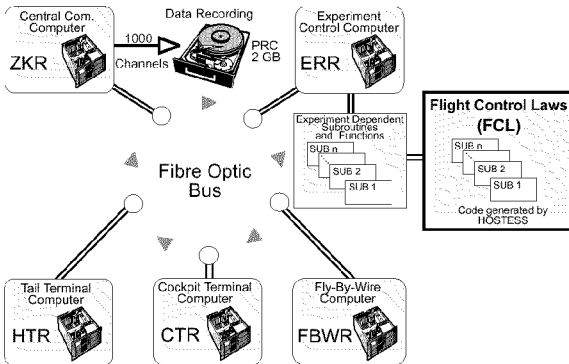 Central Com.
Computer
ZKR
1000
Channels
Data Recording
PRC
2 GB
Experiment
Control Computer
ERR
Experiment Dependent
Subroutines
and Functions
SUB n
SUB 2
SUB 1
Flight Control Laws
(FCL)
SUB n
SUB 2
SUB 1
Code generated by
HOSTESS
Fibre Optic
Bus
Tail Terminal
Computer
HTR
Cockpit Terminal
Computer
CTR
Fly-By-Wire
Computer
FBWR